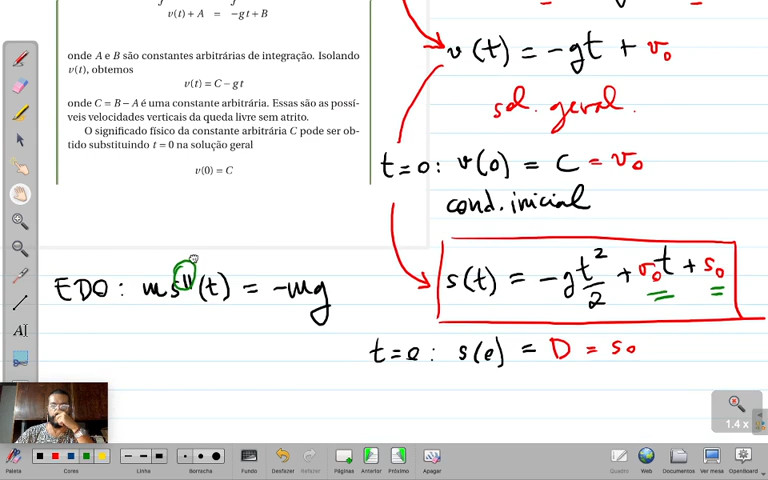 v(t) + A = −gt + B
onde A e B são constantes arbitrárias de integração. Isolando
v(t), obtemos
v(t) = C − gt
onde C = B − A é uma constante arbitrária. Essas são as possí-
veis velocidades verticais da queda livre sem atrito.
O significado físico da constante arbitrária C pode ser ob-
tido substituindo t = 0 na solução geral
v(0) = C
v(t) = -gt + v₀
sol. geral.
t=0: v(0) = C = v₀
cond. inicial
EDO: ms''(t) = -mg
s(t) = -g t²/2 + v₀t + s₀
t=0: s(0) = D = s₀
1.4 x
Paleta
Cores
Linha
Borracha
Fundo
Desfazer
Refazer
Páginas
Anterior
Próximo
Apagar
Quadro
Web
Documentos
Ver mesa
OpenBoard